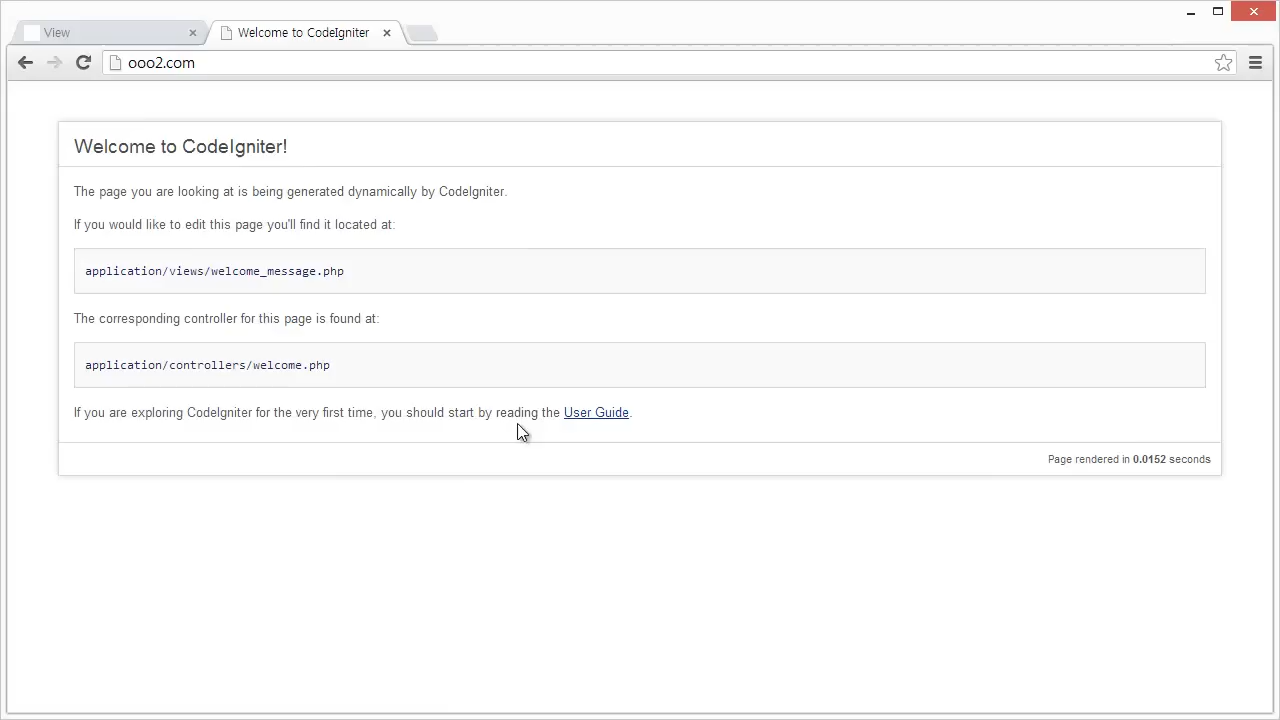 View
Welcome to CodeIgniter
ooo2.com
Welcome to CodeIgniter!
The page you are looking at is being generated dynamically by CodeIgniter.
If you would like to edit this page you'll find it located at:
application/views/welcome_message.php
The corresponding controller for this page is found at:
application/controllers/welcome.php
If you are exploring CodeIgniter for the very first time, you should start by reading the User Guide.
Page rendered in 0.0152 seconds